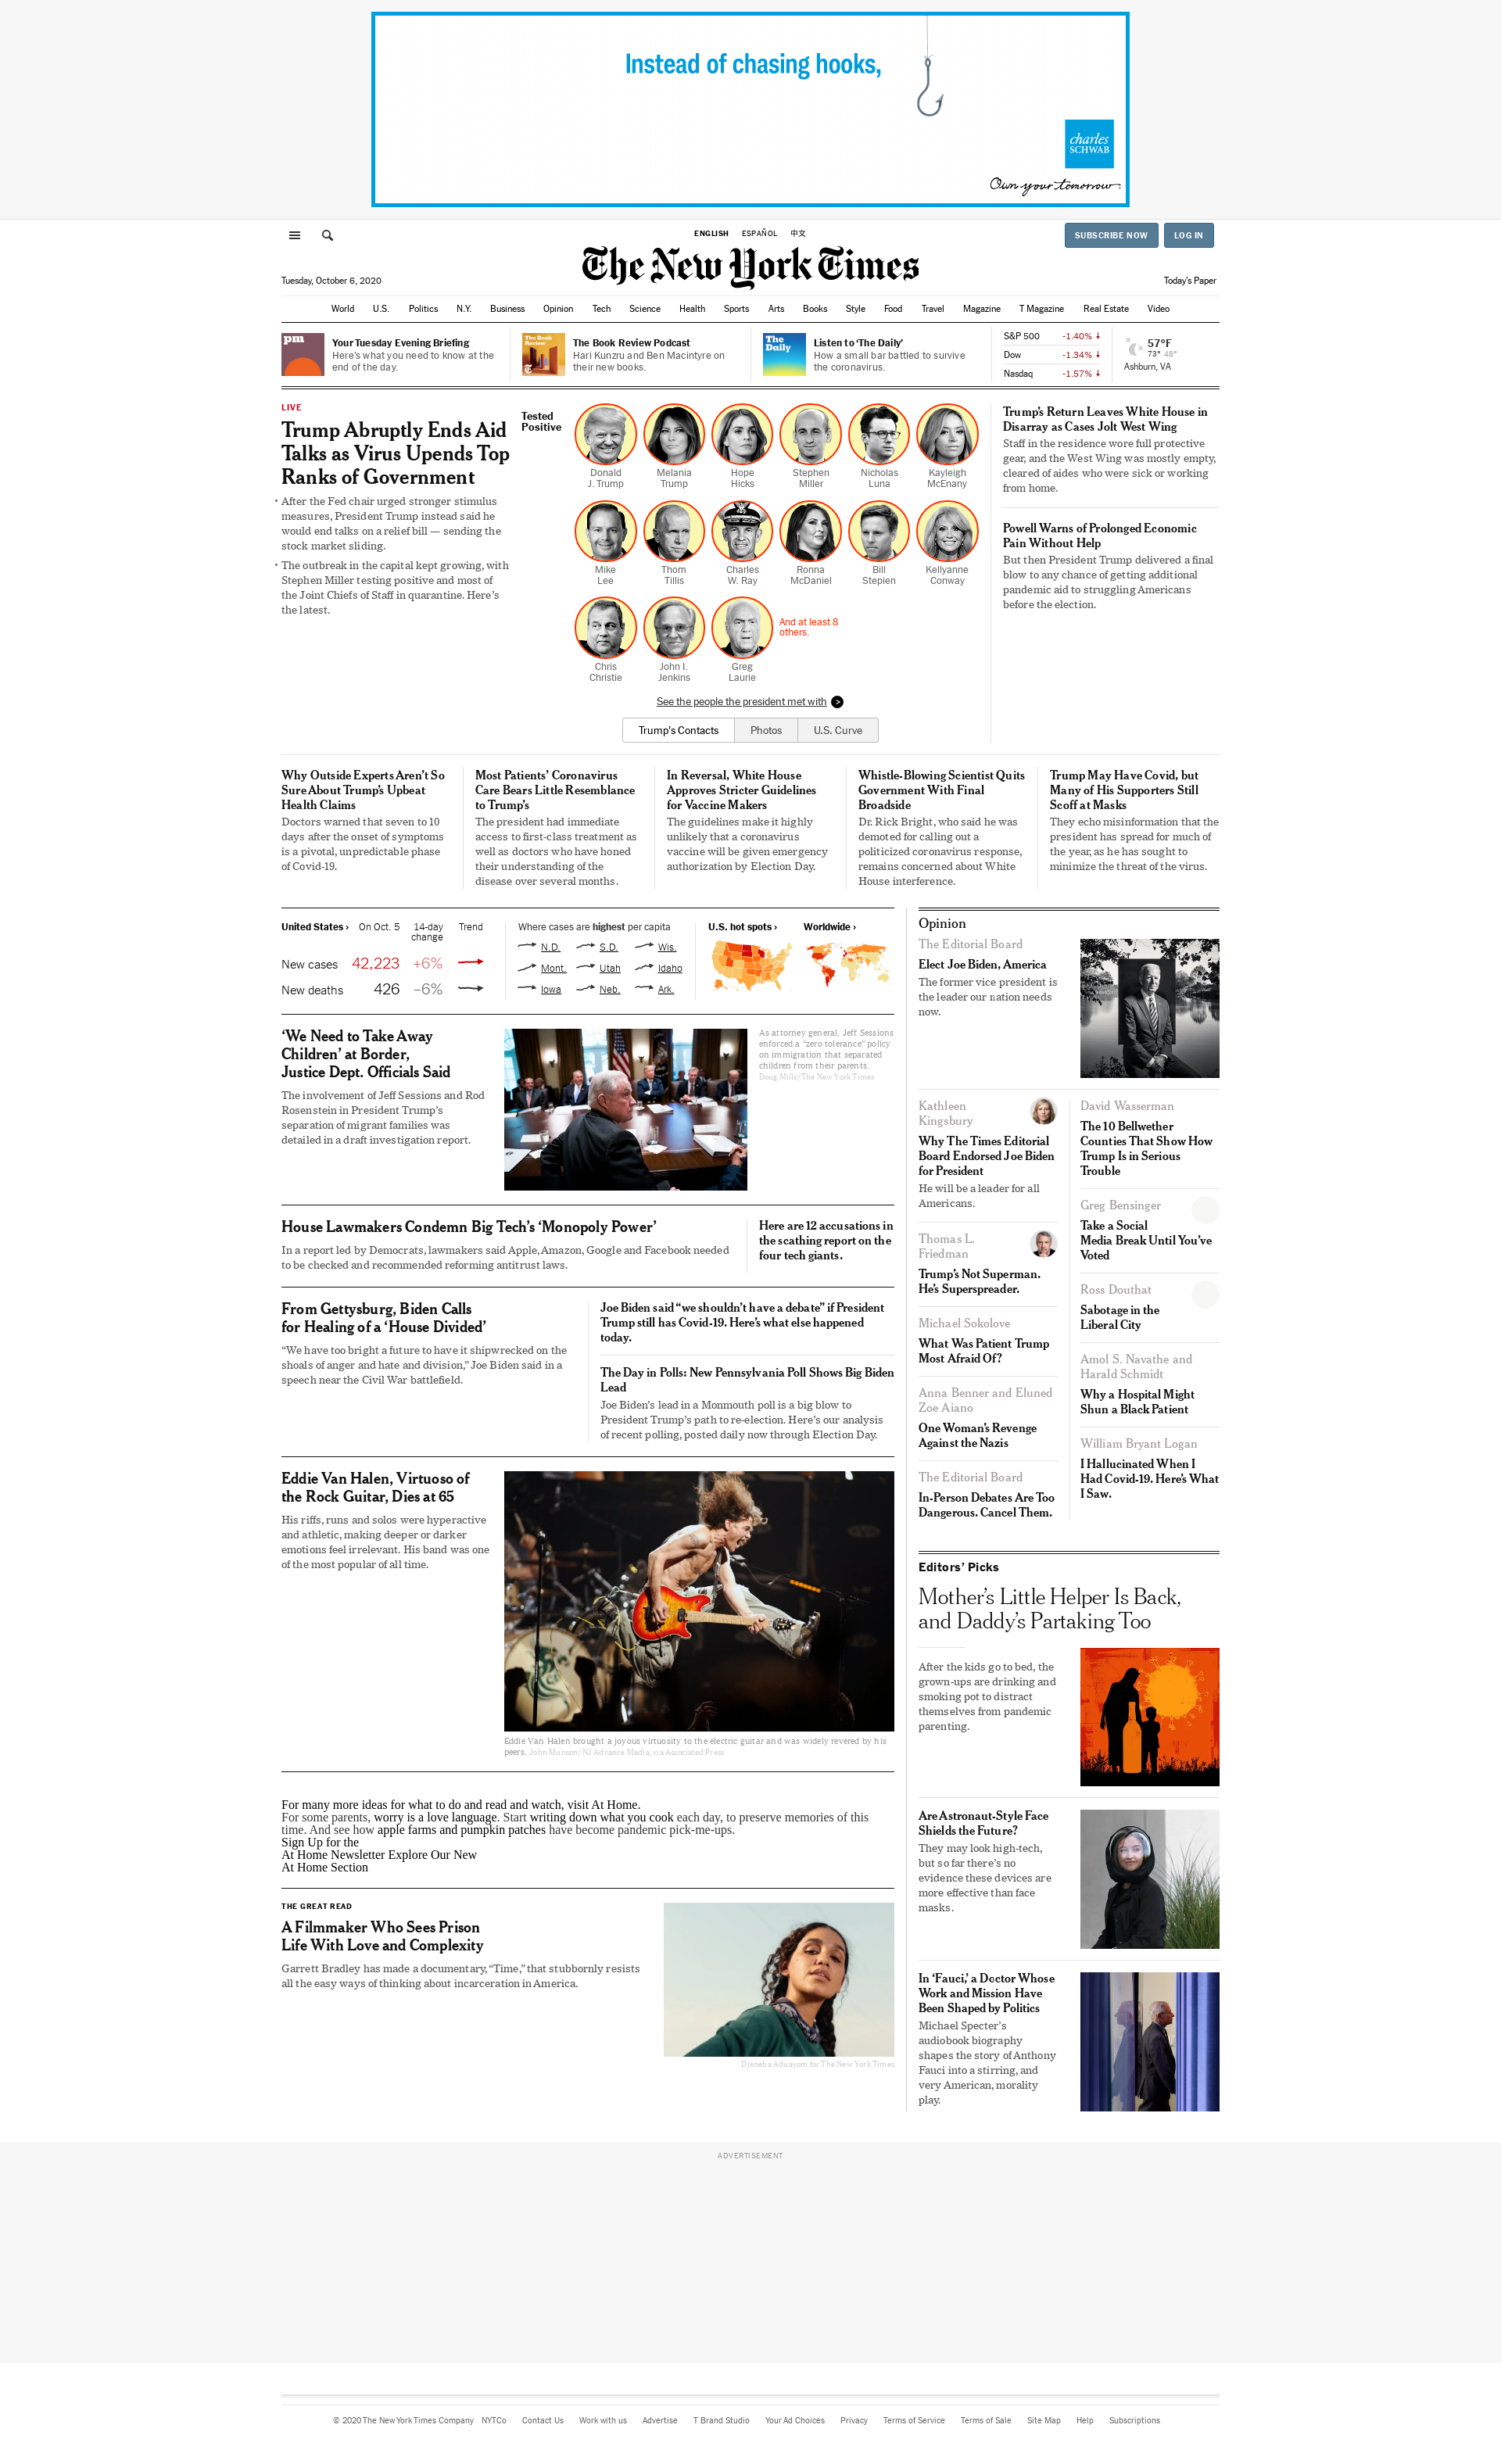 Instead of chasing hooks,
charles
SCHWAB
Own your tomorrow
ENGLISH ESPAÑOL 中文
SUBSCRIBE NOW LOG IN
The New York Times
Tuesday, October 6, 2020
Today's Paper
World U.S. Politics N.Y. Business Opinion Tech Science Health Sports Arts Books Style Food Travel Magazine T Magazine Real Estate Video
pm
Your Tuesday Evening Briefing
Here's what you need to know at the
end of the day.
The Book
Review
The Book Review Podcast
Hari Kunzru and Ben Macintyre on
their new books.
The
Daily
Listen to 'The Daily'
How a small bar battled to survive
the coronavirus.
S&P 500 -1.40% ↓
Dow -1.34% ↓
Nasdaq -1.57% ↓
57°F
73° 48°
Ashburn, VA
LIVE
Trump Abruptly Ends Aid
Talks as Virus Upends Top
Ranks of Government
• After the Fed chair urged stronger stimulus
measures, President Trump instead said he
would end talks on a relief bill — sending the
stock market sliding.
• The outbreak in the capital kept growing, with
Stephen Miller testing positive and most of
the Joint Chiefs of Staff in quarantine. Here's
the latest.
Tested
Positive
Donald
J. Trump
Melania
Trump
Hope
Hicks
Stephen
Miller
Nicholas
Luna
Kayleigh
McEnany
Mike
Lee
Thom
Tillis
Charles
W. Ray
Ronna
McDaniel
Bill
Stepien
Kellyanne
Conway
Chris
Christie
John I.
Jenkins
Greg
Laurie
And at least 8
others.
See the people the president met with >
Trump's Contacts Photos U.S. Curve
Trump's Return Leaves White House in
Disarray as Cases Jolt West Wing
Staff in the residence wore full protective
gear, and the West Wing was mostly empty,
cleared of aides who were sick or working
from home.
Powell Warns of Prolonged Economic
Pain Without Help
But then President Trump delivered a final
blow to any chance of getting additional
pandemic aid to struggling Americans
before the election.
Why Outside Experts Aren't So
Sure About Trump's Upbeat
Health Claims
Doctors warned that seven to 10
days after the onset of symptoms
is a pivotal, unpredictable phase
of Covid-19.
Most Patients' Coronavirus
Care Bears Little Resemblance
to Trump's
The president had immediate
access to first-class treatment as
well as doctors who have honed
their understanding of the
disease over several months.
In Reversal, White House
Approves Stricter Guidelines
for Vaccine Makers
The guidelines make it highly
unlikely that a coronavirus
vaccine will be given emergency
authorization by Election Day.
Whistle-Blowing Scientist Quits
Government With Final
Broadside
Dr. Rick Bright, who said he was
demoted for calling out a
politicized coronavirus response,
remains concerned about White
House interference.
Trump May Have Covid, but
Many of His Supporters Still
Scoff at Masks
They echo misinformation that the
president has spread for much of
the year, as he has sought to
minimize the threat of the virus.
United States › On Oct. 5 14-day Trend
change
New cases 42,223 +6%
New deaths 426 –6%
Where cases are highest per capita
N.D. S.D. Wis.
Mont. Utah Idaho
Iowa Neb. Ark.
U.S. hot spots › Worldwide ›
'We Need to Take Away
Children' at Border,
Justice Dept. Officials Said
The involvement of Jeff Sessions and Rod
Rosenstein in President Trump's
separation of migrant families was
detailed in a draft investigation report.
As attorney general, Jeff Sessions
enforced a "zero tolerance" policy
on immigration that separated
children from their parents.
Doug Mills/The New York Times
House Lawmakers Condemn Big Tech's 'Monopoly Power'
In a report led by Democrats, lawmakers said Apple, Amazon, Google and Facebook needed
to be checked and recommended reforming antitrust laws.
Here are 12 accusations in
the scathing report on the
four tech giants.
From Gettysburg, Biden Calls
for Healing of a 'House Divided'
"We have too bright a future to have it shipwrecked on the
shoals of anger and hate and division," Joe Biden said in a
speech near the Civil War battlefield.
Joe Biden said "we shouldn't have a debate" if President
Trump still has Covid-19. Here's what else happened
today.
The Day in Polls: New Pennsylvania Poll Shows Big Biden
Lead
Joe Biden's lead in a Monmouth poll is a big blow to
President Trump's path to re-election. Here's our analysis
of recent polling, posted daily now through Election Day.
Eddie Van Halen, Virtuoso of
the Rock Guitar, Dies at 65
His riffs, runs and solos were hyperactive
and athletic, making deeper or darker
emotions feel irrelevant. His band was one
of the most popular of all time.
Eddie Van Halen brought a joyous virtuosity to the electric guitar and was widely revered by his
peers. John Munson/NJ Advance Media, via Associated Press
For many more ideas for what to do and read and watch, visit At Home.
For some parents, worry is a love language. Start writing down what you cook each day, to preserve memories of this
time. And see how apple farms and pumpkin patches have become pandemic pick-me-ups.
Sign Up for the
At Home Newsletter Explore Our New
At Home Section
THE GREAT READ
A Filmmaker Who Sees Prison
Life With Love and Complexity
Garrett Bradley has made a documentary, "Time," that stubbornly resists
all the easy ways of thinking about incarceration in America.
Djeneba Aduayom for The New York Times
Opinion
The Editorial Board
Elect Joe Biden, America
The former vice president is
the leader our nation needs
now.
Kathleen
Kingsbury
Why The Times Editorial
Board Endorsed Joe Biden
for President
He will be a leader for all
Americans.
Thomas L.
Friedman
Trump's Not Superman.
He's Superspreader.
Michael Sokolove
What Was Patient Trump
Most Afraid Of?
Anna Benner and Eluned
Zoe Aiano
One Woman's Revenge
Against the Nazis
The Editorial Board
In-Person Debates Are Too
Dangerous. Cancel Them.
David Wasserman
The 10 Bellwether
Counties That Show How
Trump Is in Serious
Trouble
Greg Bensinger
Take a Social
Media Break Until You've
Voted
Ross Douthat
Sabotage in the
Liberal City
Amol S. Navathe and
Harald Schmidt
Why a Hospital Might
Shun a Black Patient
William Bryant Logan
I Hallucinated When I
Had Covid-19. Here's What
I Saw.
Editors' Picks
Mother's Little Helper Is Back,
and Daddy's Partaking Too
After the kids go to bed, the
grown-ups are drinking and
smoking pot to distract
themselves from pandemic
parenting.
Are Astronaut-Style Face
Shields the Future?
They may look high-tech,
but so far there's no
evidence these devices are
more effective than face
masks.
In 'Fauci,' a Doctor Whose
Work and Mission Have
Been Shaped by Politics
Michael Specter's
audiobook biography
shapes the story of Anthony
Fauci into a stirring, and
very American, morality
play.
ADVERTISEMENT
© 2020 The New York Times Company NYTCo Contact Us Work with us Advertise T Brand Studio Your Ad Choices Privacy Terms of Service Terms of Sale Site Map Help Subscriptions